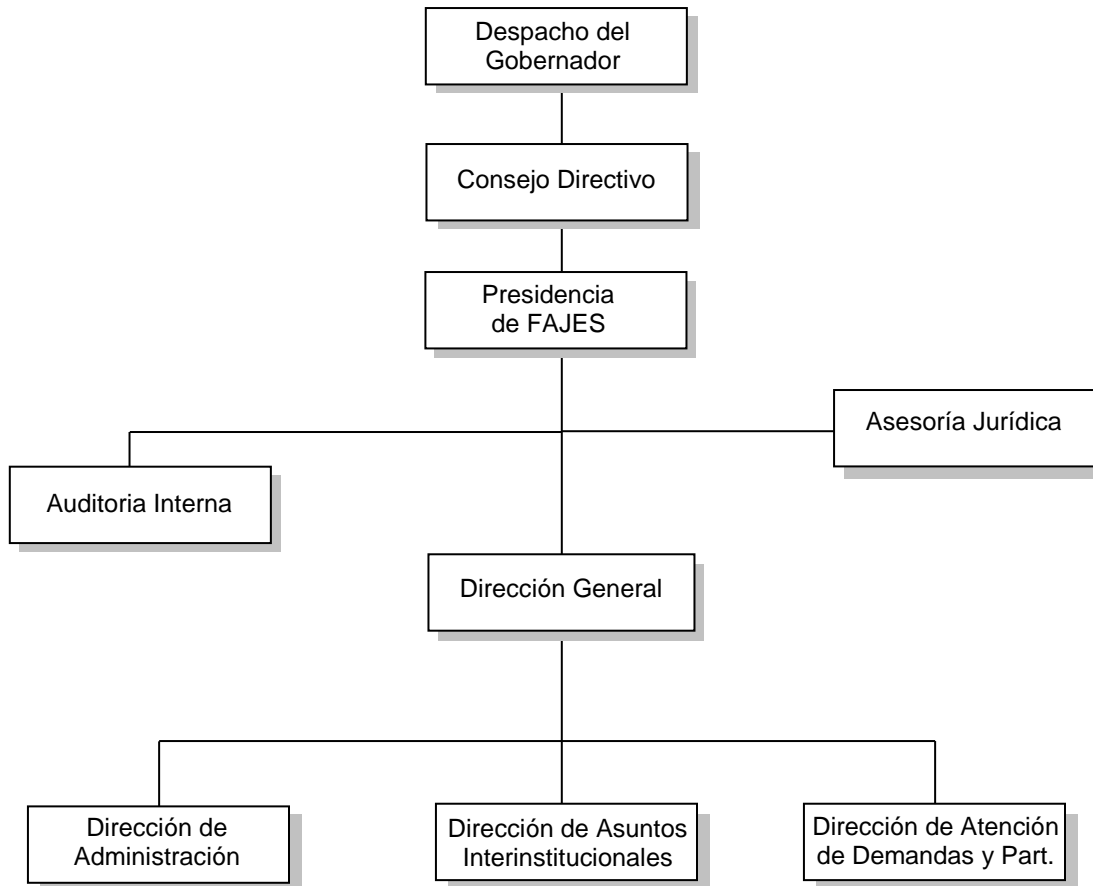 Despacho del
Gobernador
Consejo Directivo
Presidencia
de FAJES
Asesoría Jurídica
Auditoria Interna
Dirección General
Dirección de
Administración
Dirección de Asuntos
Interinstitucionales
Dirección de Atención
de Demandas y Part.